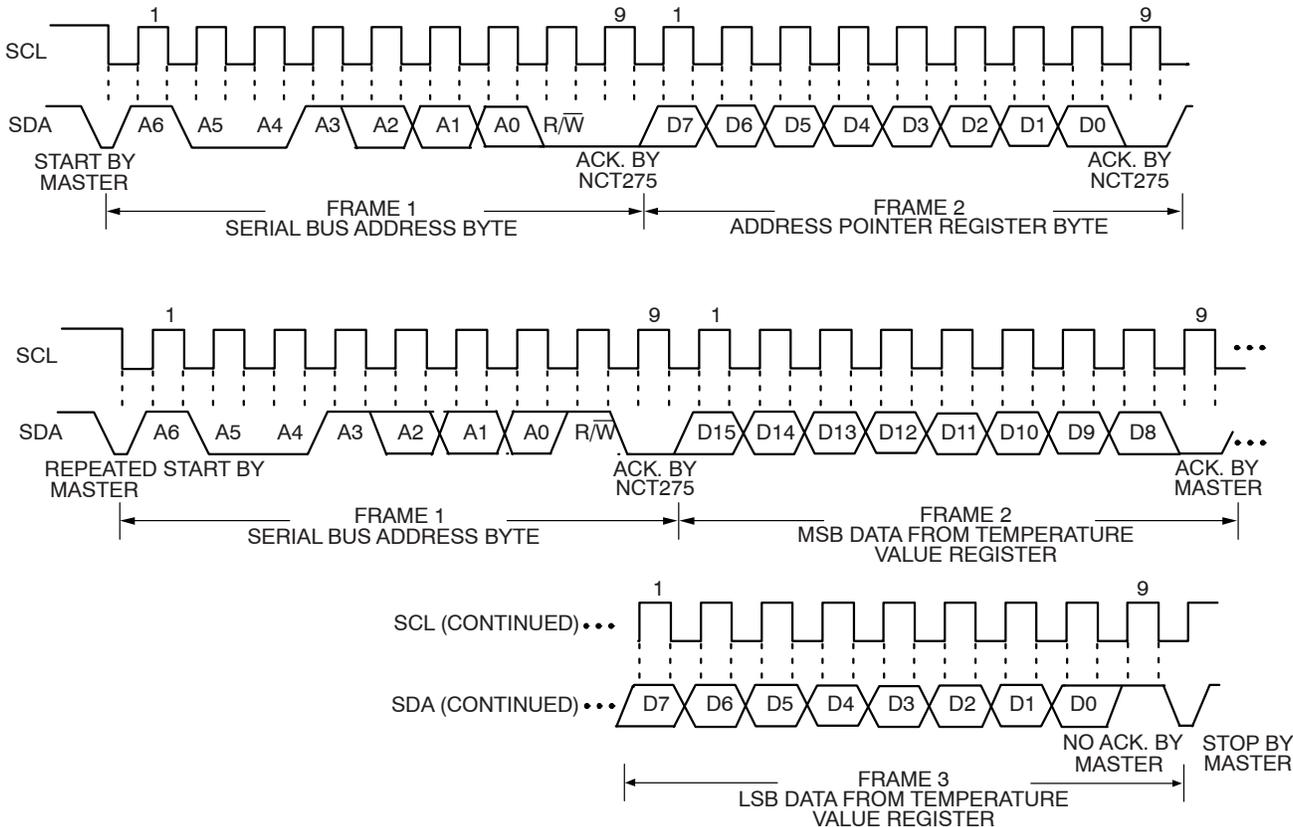 1 9 1 9
SCL
SDA A6 A5 A4 A3 A2 A1 A0 R/W̅ D7 D6 D5 D4 D3 D2 D1 D0
START BY
MASTER
ACK. BY
NCT275
ACK. BY
NCT275
FRAME 1
SERIAL BUS ADDRESS BYTE
FRAME 2
ADDRESS POINTER REGISTER BYTE
1 9 1 9
SCL
SDA A6 A5 A4 A3 A2 A1 A0 R/W̅ D15 D14 D13 D12 D11 D10 D9 D8
REPEATED START BY
MASTER
ACK. BY
NCT275
ACK. BY
MASTER
FRAME 1
SERIAL BUS ADDRESS BYTE
FRAME 2
MSB DATA FROM TEMPERATURE
VALUE REGISTER
1 9
SCL (CONTINUED)
SDA (CONTINUED) D7 D6 D5 D4 D3 D2 D1 D0
NO ACK. BY
MASTER
STOP BY
MASTER
FRAME 3
LSB DATA FROM TEMPERATURE
VALUE REGISTER